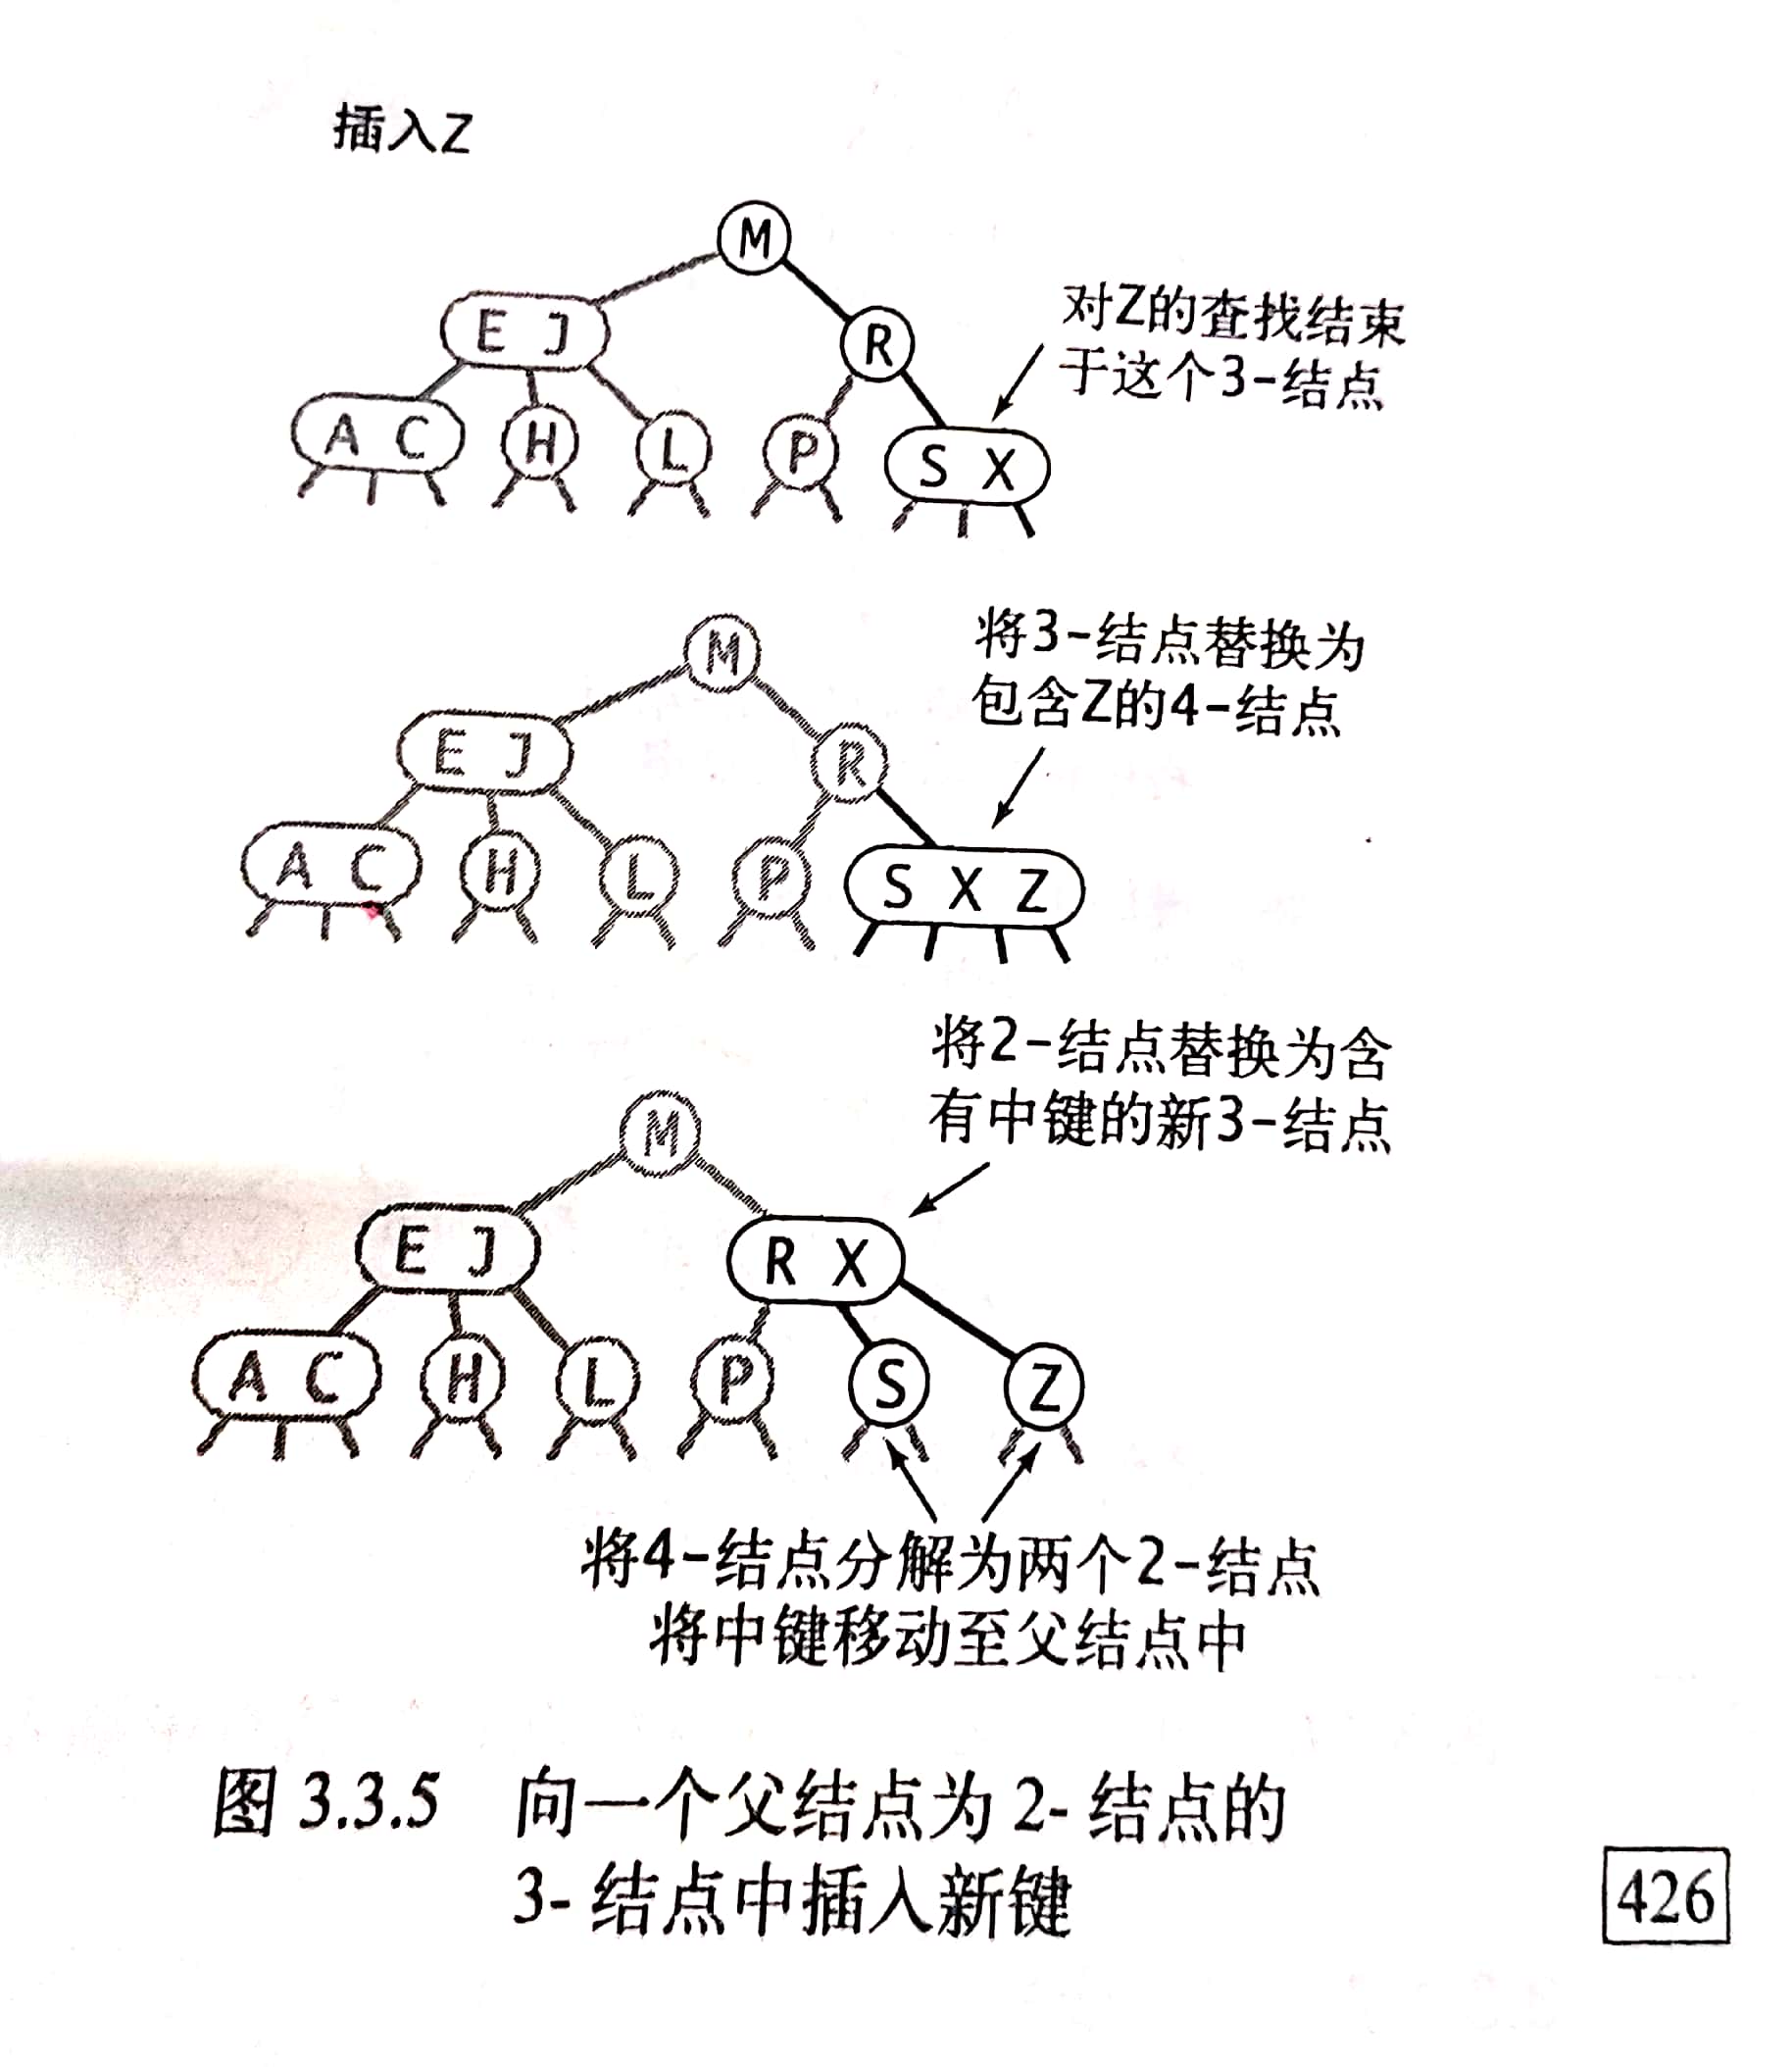 插入Z
M
E J
R
A C
H
L
P
S X
对Z的查找结束
于这个3-结点
M
E J
R
A C
H
L
P
S X Z
将3-结点替换为
包含Z的4-结点
将2-结点替换为含
有中键的新3-结点
M
E J
R X
A C
H
L
P
S
Z
将4-结点分解为两个2-结点
将中键移动至父结点中
图 3.3.5 向一个父结点为 2- 结点的
3- 结点中插入新键
426